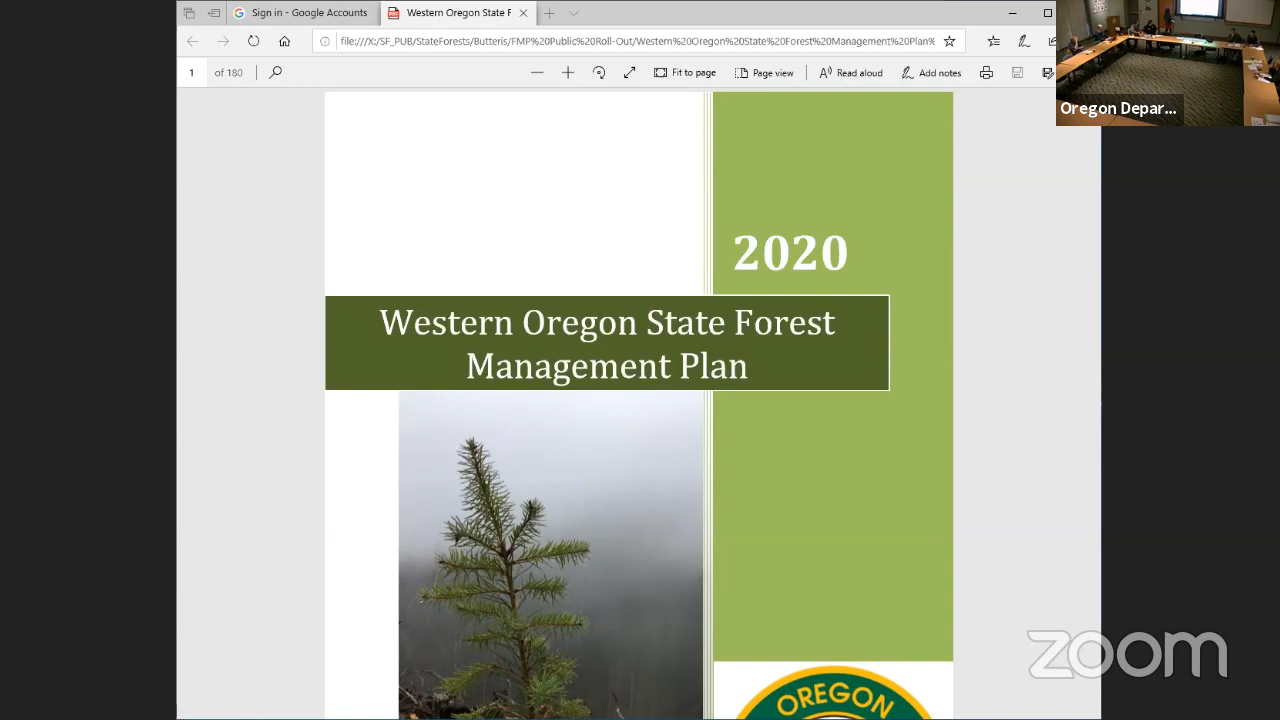 Sign in - Google Accounts
Western Oregon State F
file:///X:/SF_PUB/StateForests/Butteris/FMP%20Public%20Roll-Out/Western%20Oregon%20State%20Forest%20Management%20Plan%
1 of 180
Fit to page
Page view
Read aloud
Add notes
Oregon Depar...
2020
Western Oregon State Forest
Management Plan
OREGON
zoom